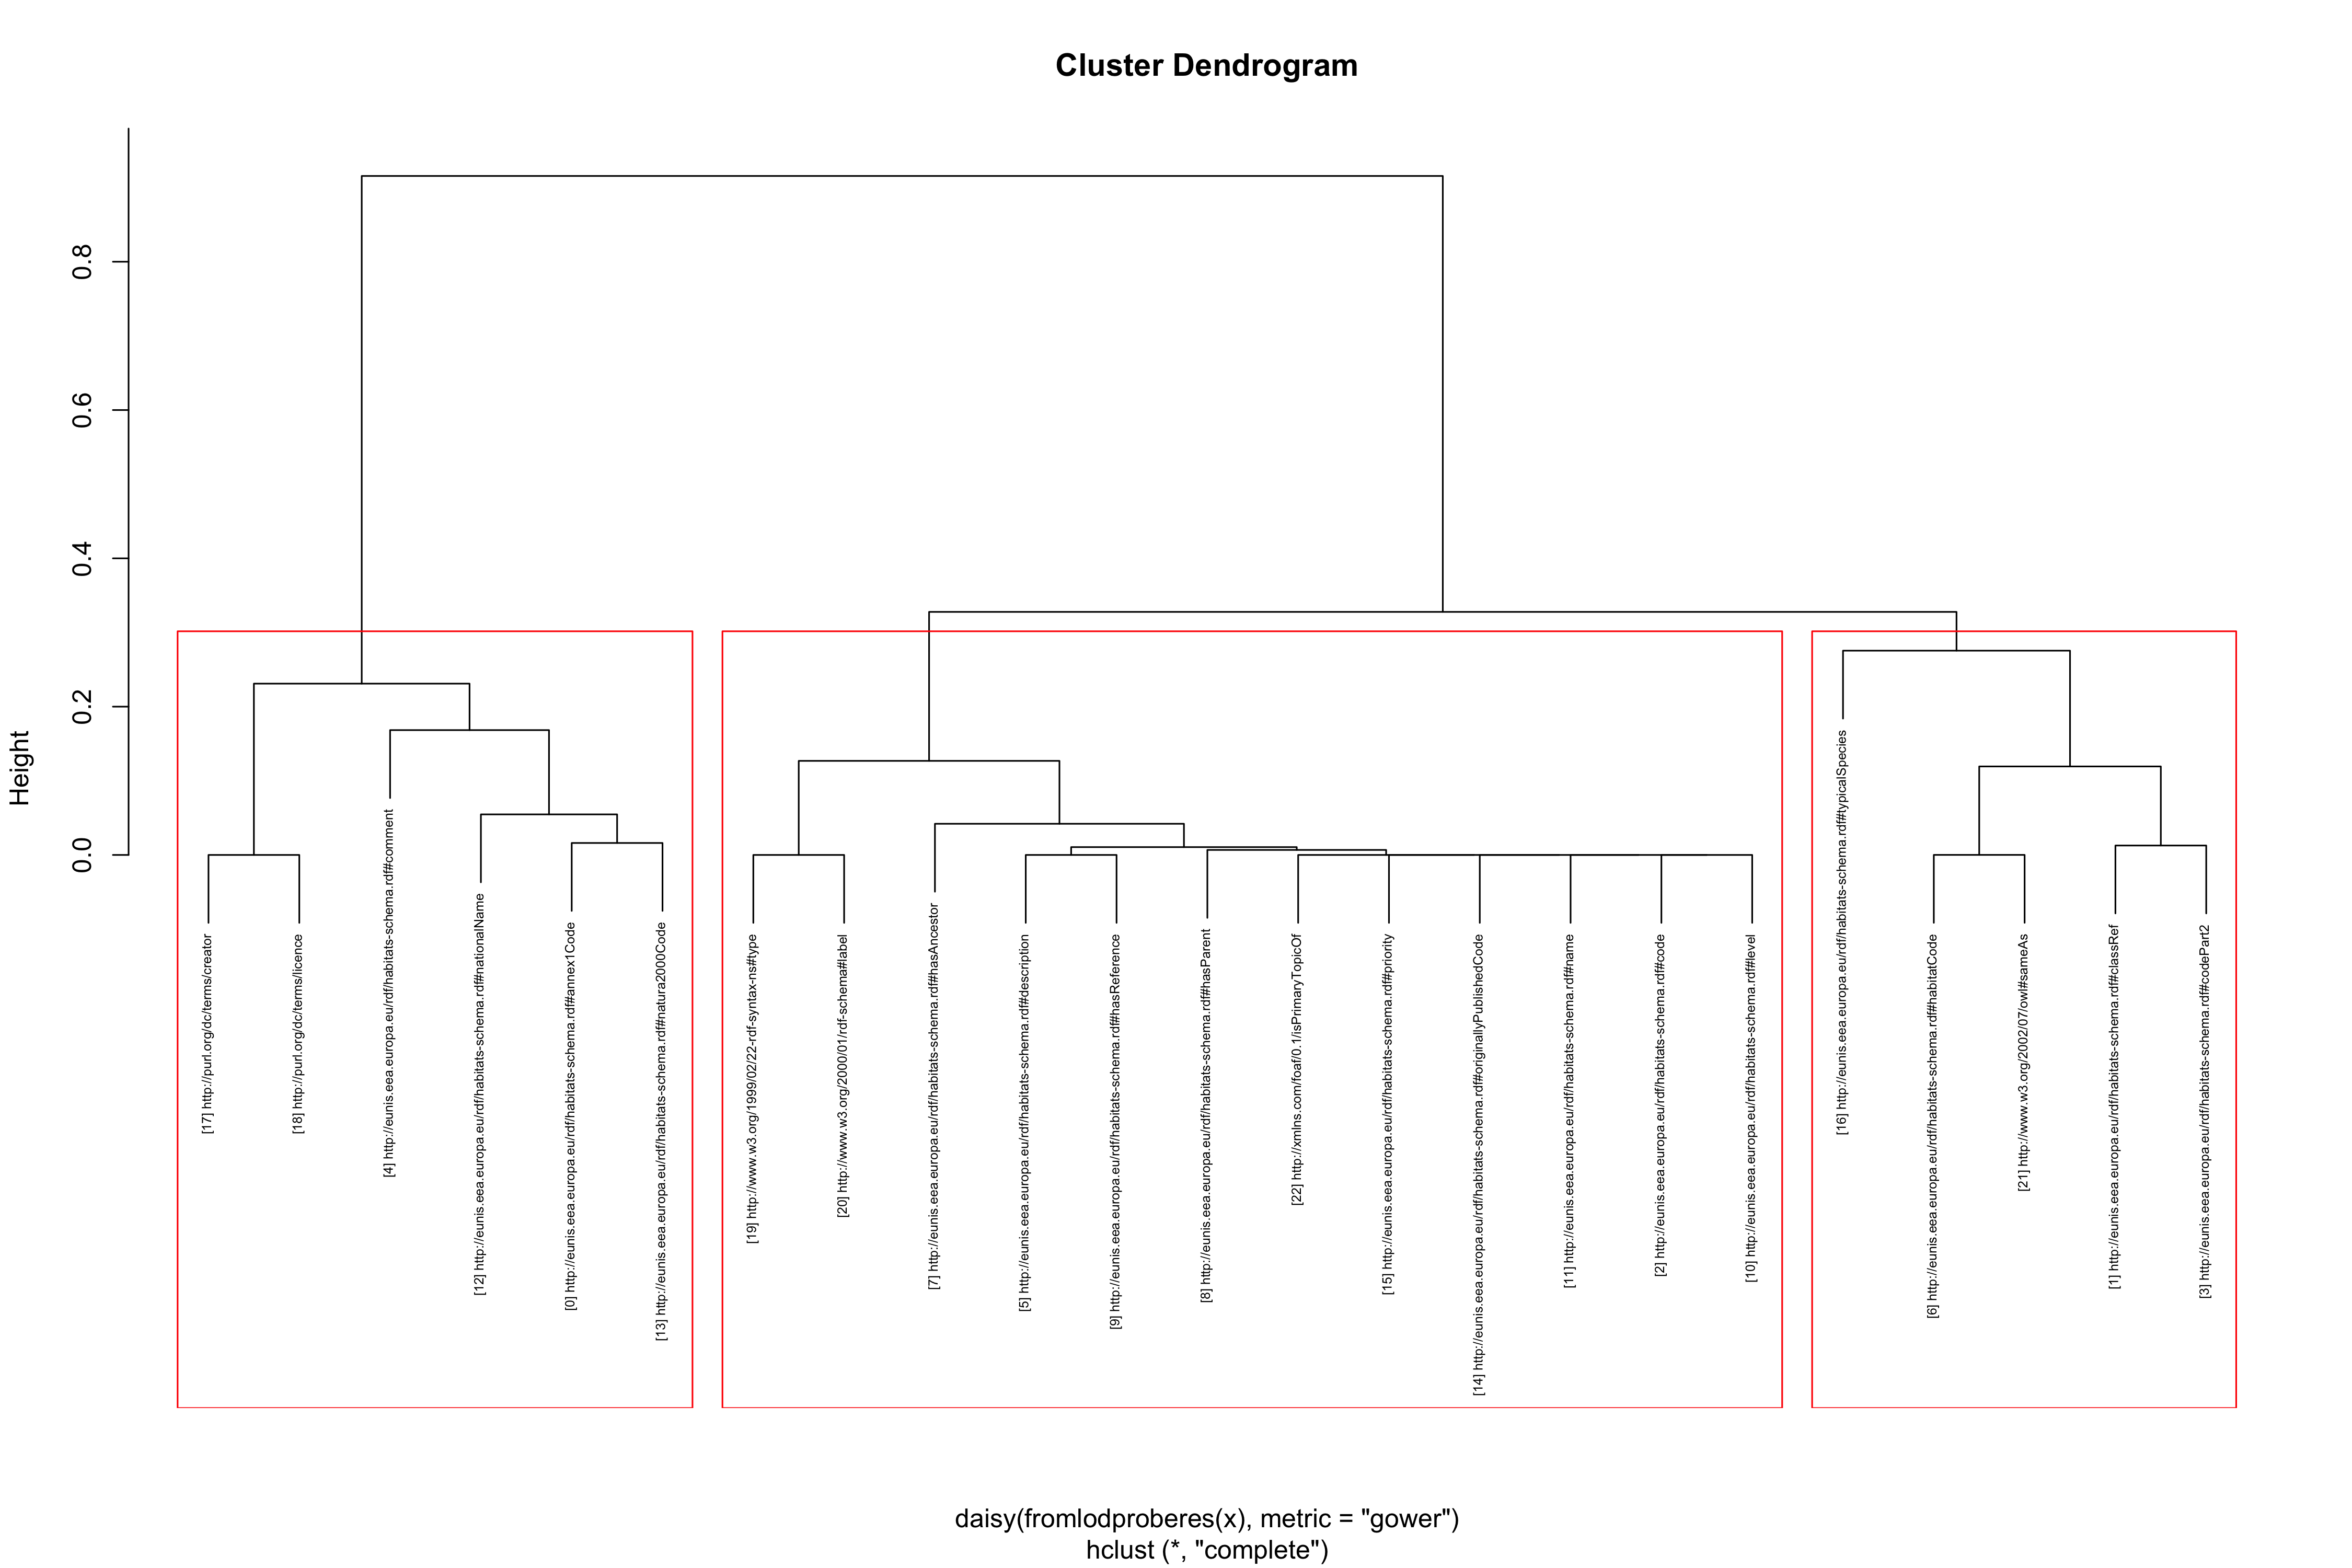 Cluster Dendrogram
Height
0.0
0.2
0.4
0.6
0.8
[17] http://purl.org/dc/terms/creator
[18] http://purl.org/dc/terms/licence
[4] http://eunis.eea.europa.eu/rdf/habitats-schema.rdf#comment
[12] http://eunis.eea.europa.eu/rdf/habitats-schema.rdf#nationalName
[0] http://eunis.eea.europa.eu/rdf/habitats-schema.rdf#annex1Code
[13] http://eunis.eea.europa.eu/rdf/habitats-schema.rdf#natura2000Code
[19] http://www.w3.org/1999/02/22-rdf-syntax-ns#type
[20] http://www.w3.org/2000/01/rdf-schema#label
[7] http://eunis.eea.europa.eu/rdf/habitats-schema.rdf#hasAncestor
[5] http://eunis.eea.europa.eu/rdf/habitats-schema.rdf#description
[9] http://eunis.eea.europa.eu/rdf/habitats-schema.rdf#hasReference
[8] http://eunis.eea.europa.eu/rdf/habitats-schema.rdf#hasParent
[22] http://xmlns.com/foaf/0.1/isPrimaryTopicOf
[15] http://eunis.eea.europa.eu/rdf/habitats-schema.rdf#priority
[14] http://eunis.eea.europa.eu/rdf/habitats-schema.rdf#originallyPublishedCode
[11] http://eunis.eea.europa.eu/rdf/habitats-schema.rdf#name
[2] http://eunis.eea.europa.eu/rdf/habitats-schema.rdf#code
[10] http://eunis.eea.europa.eu/rdf/habitats-schema.rdf#level
[16] http://eunis.eea.europa.eu/rdf/habitats-schema.rdf#typicalSpecies
[6] http://eunis.eea.europa.eu/rdf/habitats-schema.rdf#habitatCode
[21] http://www.w3.org/2002/07/owl#sameAs
[1] http://eunis.eea.europa.eu/rdf/habitats-schema.rdf#classRef
[3] http://eunis.eea.europa.eu/rdf/habitats-schema.rdf#codePart2
daisy(fromlodproberes(x), metric = "gower")
hclust (*, "complete")